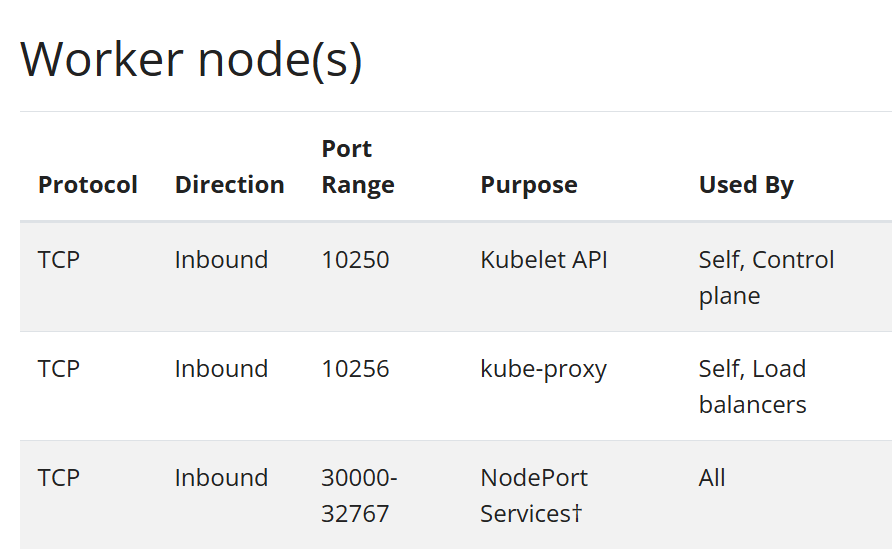 Worker node(s)
Protocol Direction Port Range Purpose Used By
TCP Inbound 10250 Kubelet API Self, Control plane
TCP Inbound 10256 kube-proxy Self, Load balancers
TCP Inbound 30000-32767 NodePort Services† All